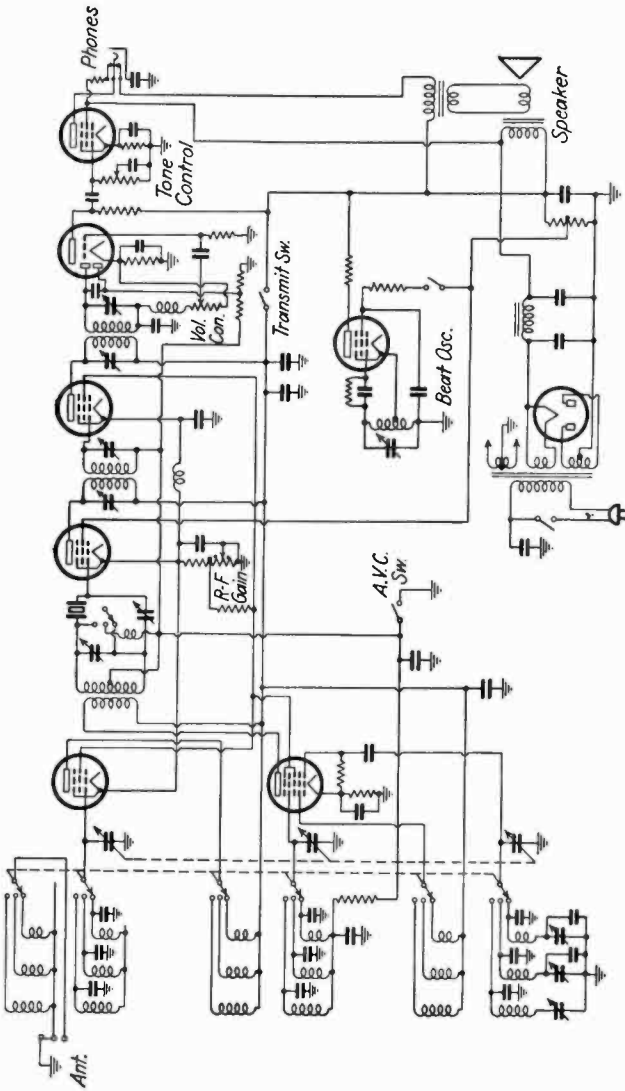 Phones
Tone
Control
Vol.
Con.
Transmit Sw.
Speaker
Beat Osc.
R-F
Gain
A.V.C.
Sw.
Ant.